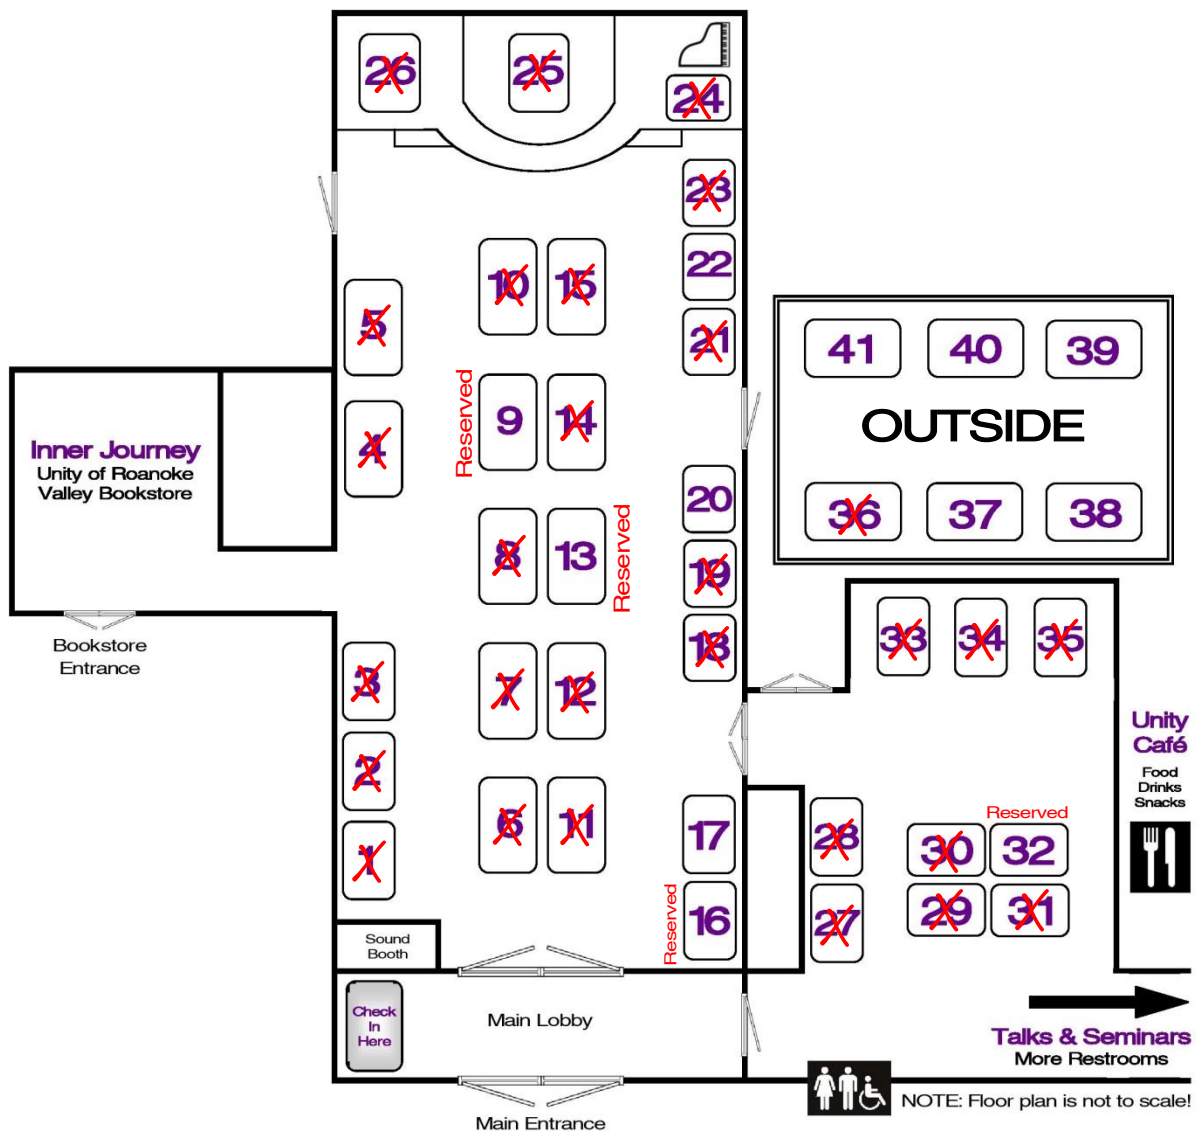 26
25
24
23
22
21
10
15
5
Reserved
9
14
4
41
40
39
OUTSIDE
36
37
38
Inner Journey
Unity of Roanoke
Valley Bookstore
20
19
18
8
13
Reserved
Bookstore
Entrance
3
2
1
7
12
6
11
17
16
Reserved
33
34
35
Unity
Café
Food
Drinks
Snacks
28
27
Reserved
30
32
29
31
Sound
Booth
Check
In
Here
Main Lobby
Main Entrance
Talks & Seminars
More Restrooms
NOTE: Floor plan is not to scale!